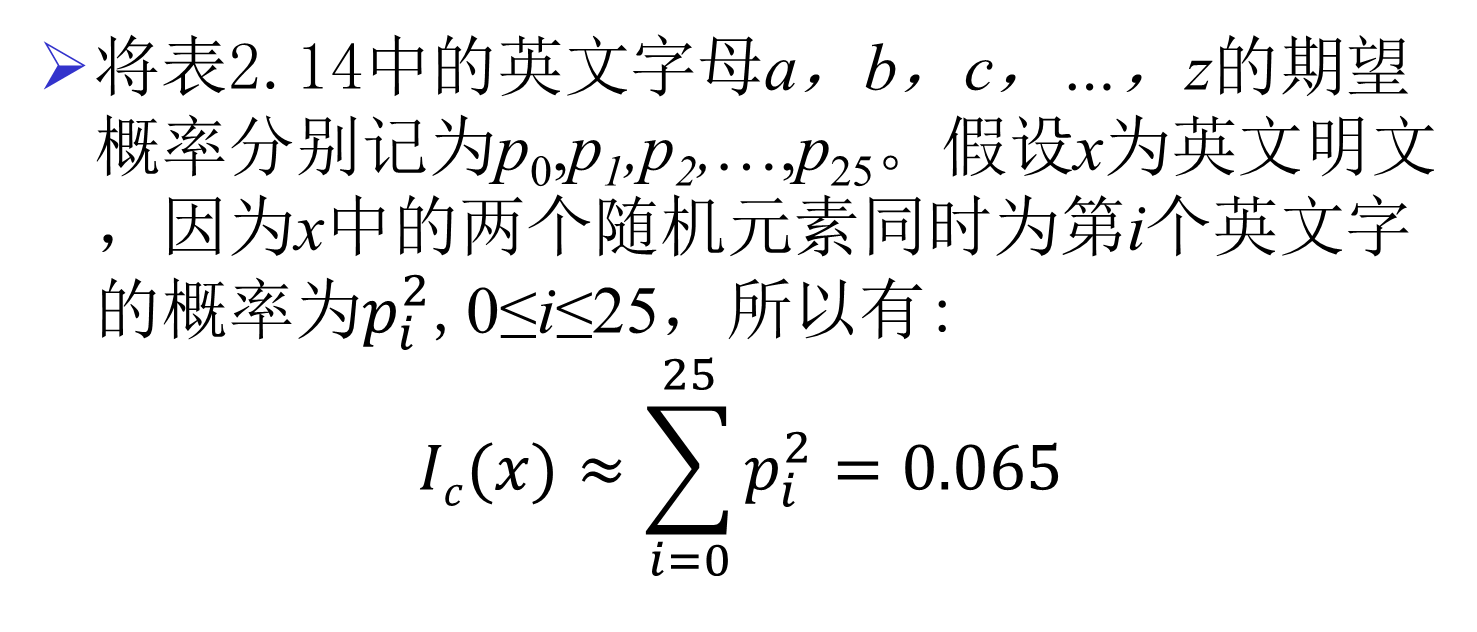 ➢将表2.14中的英文字母a，b，c，…，z的期望
概率分别记为p₀,p₁,p₂,…,p₂₅。假设x为英文明文
，因为x中的两个随机元素同时为第i个英文字
的概率为pᵢ², 0≤i≤25，所以有:
I_c(x) ≈ ∑_{i=0}^{25} pᵢ² = 0.065